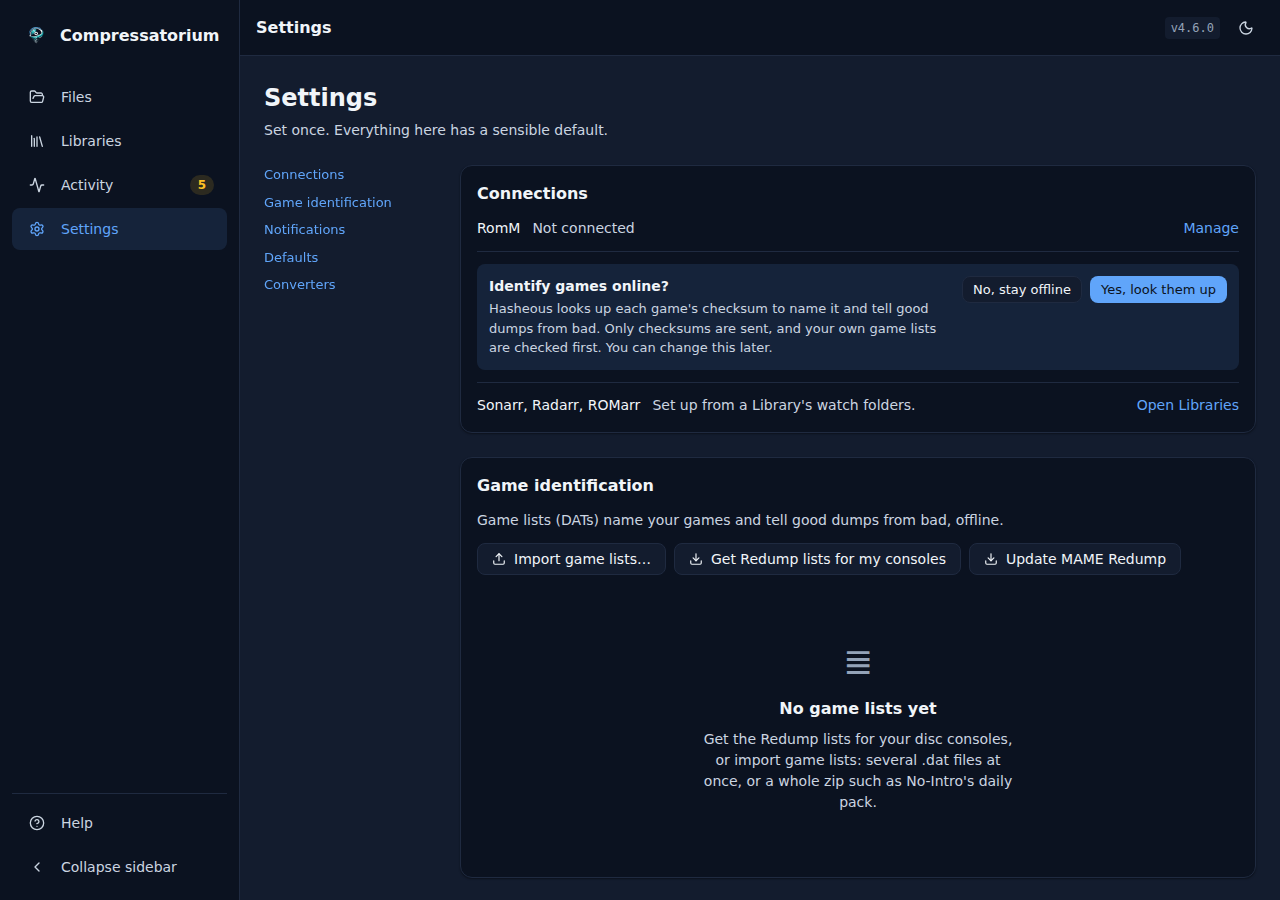 Compressatorium
Settings
v4.6.0
Files
Libraries
Activity
5
Settings
Help
Collapse sidebar
Settings
Set once. Everything here has a sensible default.
Connections
Game identification
Notifications
Defaults
Converters
Connections
RomM Not connected
Manage
Identify games online?
Hasheous looks up each game's checksum to name it and tell good
dumps from bad. Only checksums are sent, and your own game lists
are checked first. You can change this later.
No, stay offline
Yes, look them up
Sonarr, Radarr, ROMarr Set up from a Library's watch folders.
Open Libraries
Game identification
Game lists (DATs) name your games and tell good dumps from bad, offline.
Import game lists...
Get Redump lists for my consoles
Update MAME Redump
No game lists yet
Get the Redump lists for your disc consoles,
or import game lists: several .dat files at
once, or a whole zip such as No-Intro's daily
pack.